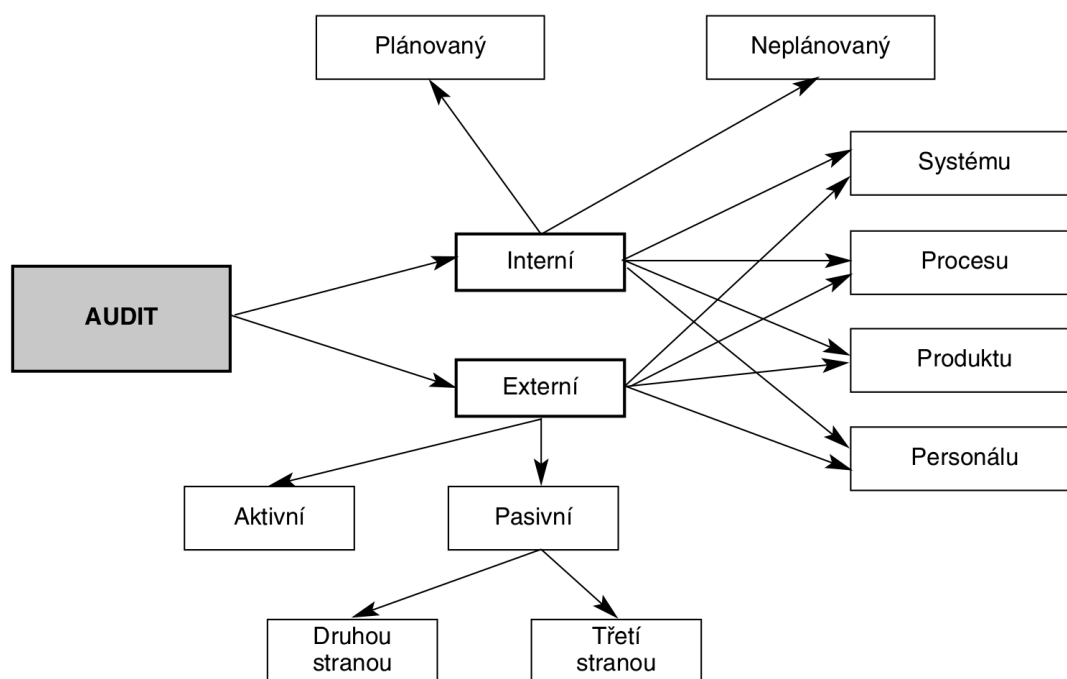 Plánovaný
Neplánovaný
Systému
Interní
Procesu
AUDIT
Produktu
Externí
Personálu
Aktivní
Pasivní
Druhou
stranou
Třetí
stranou